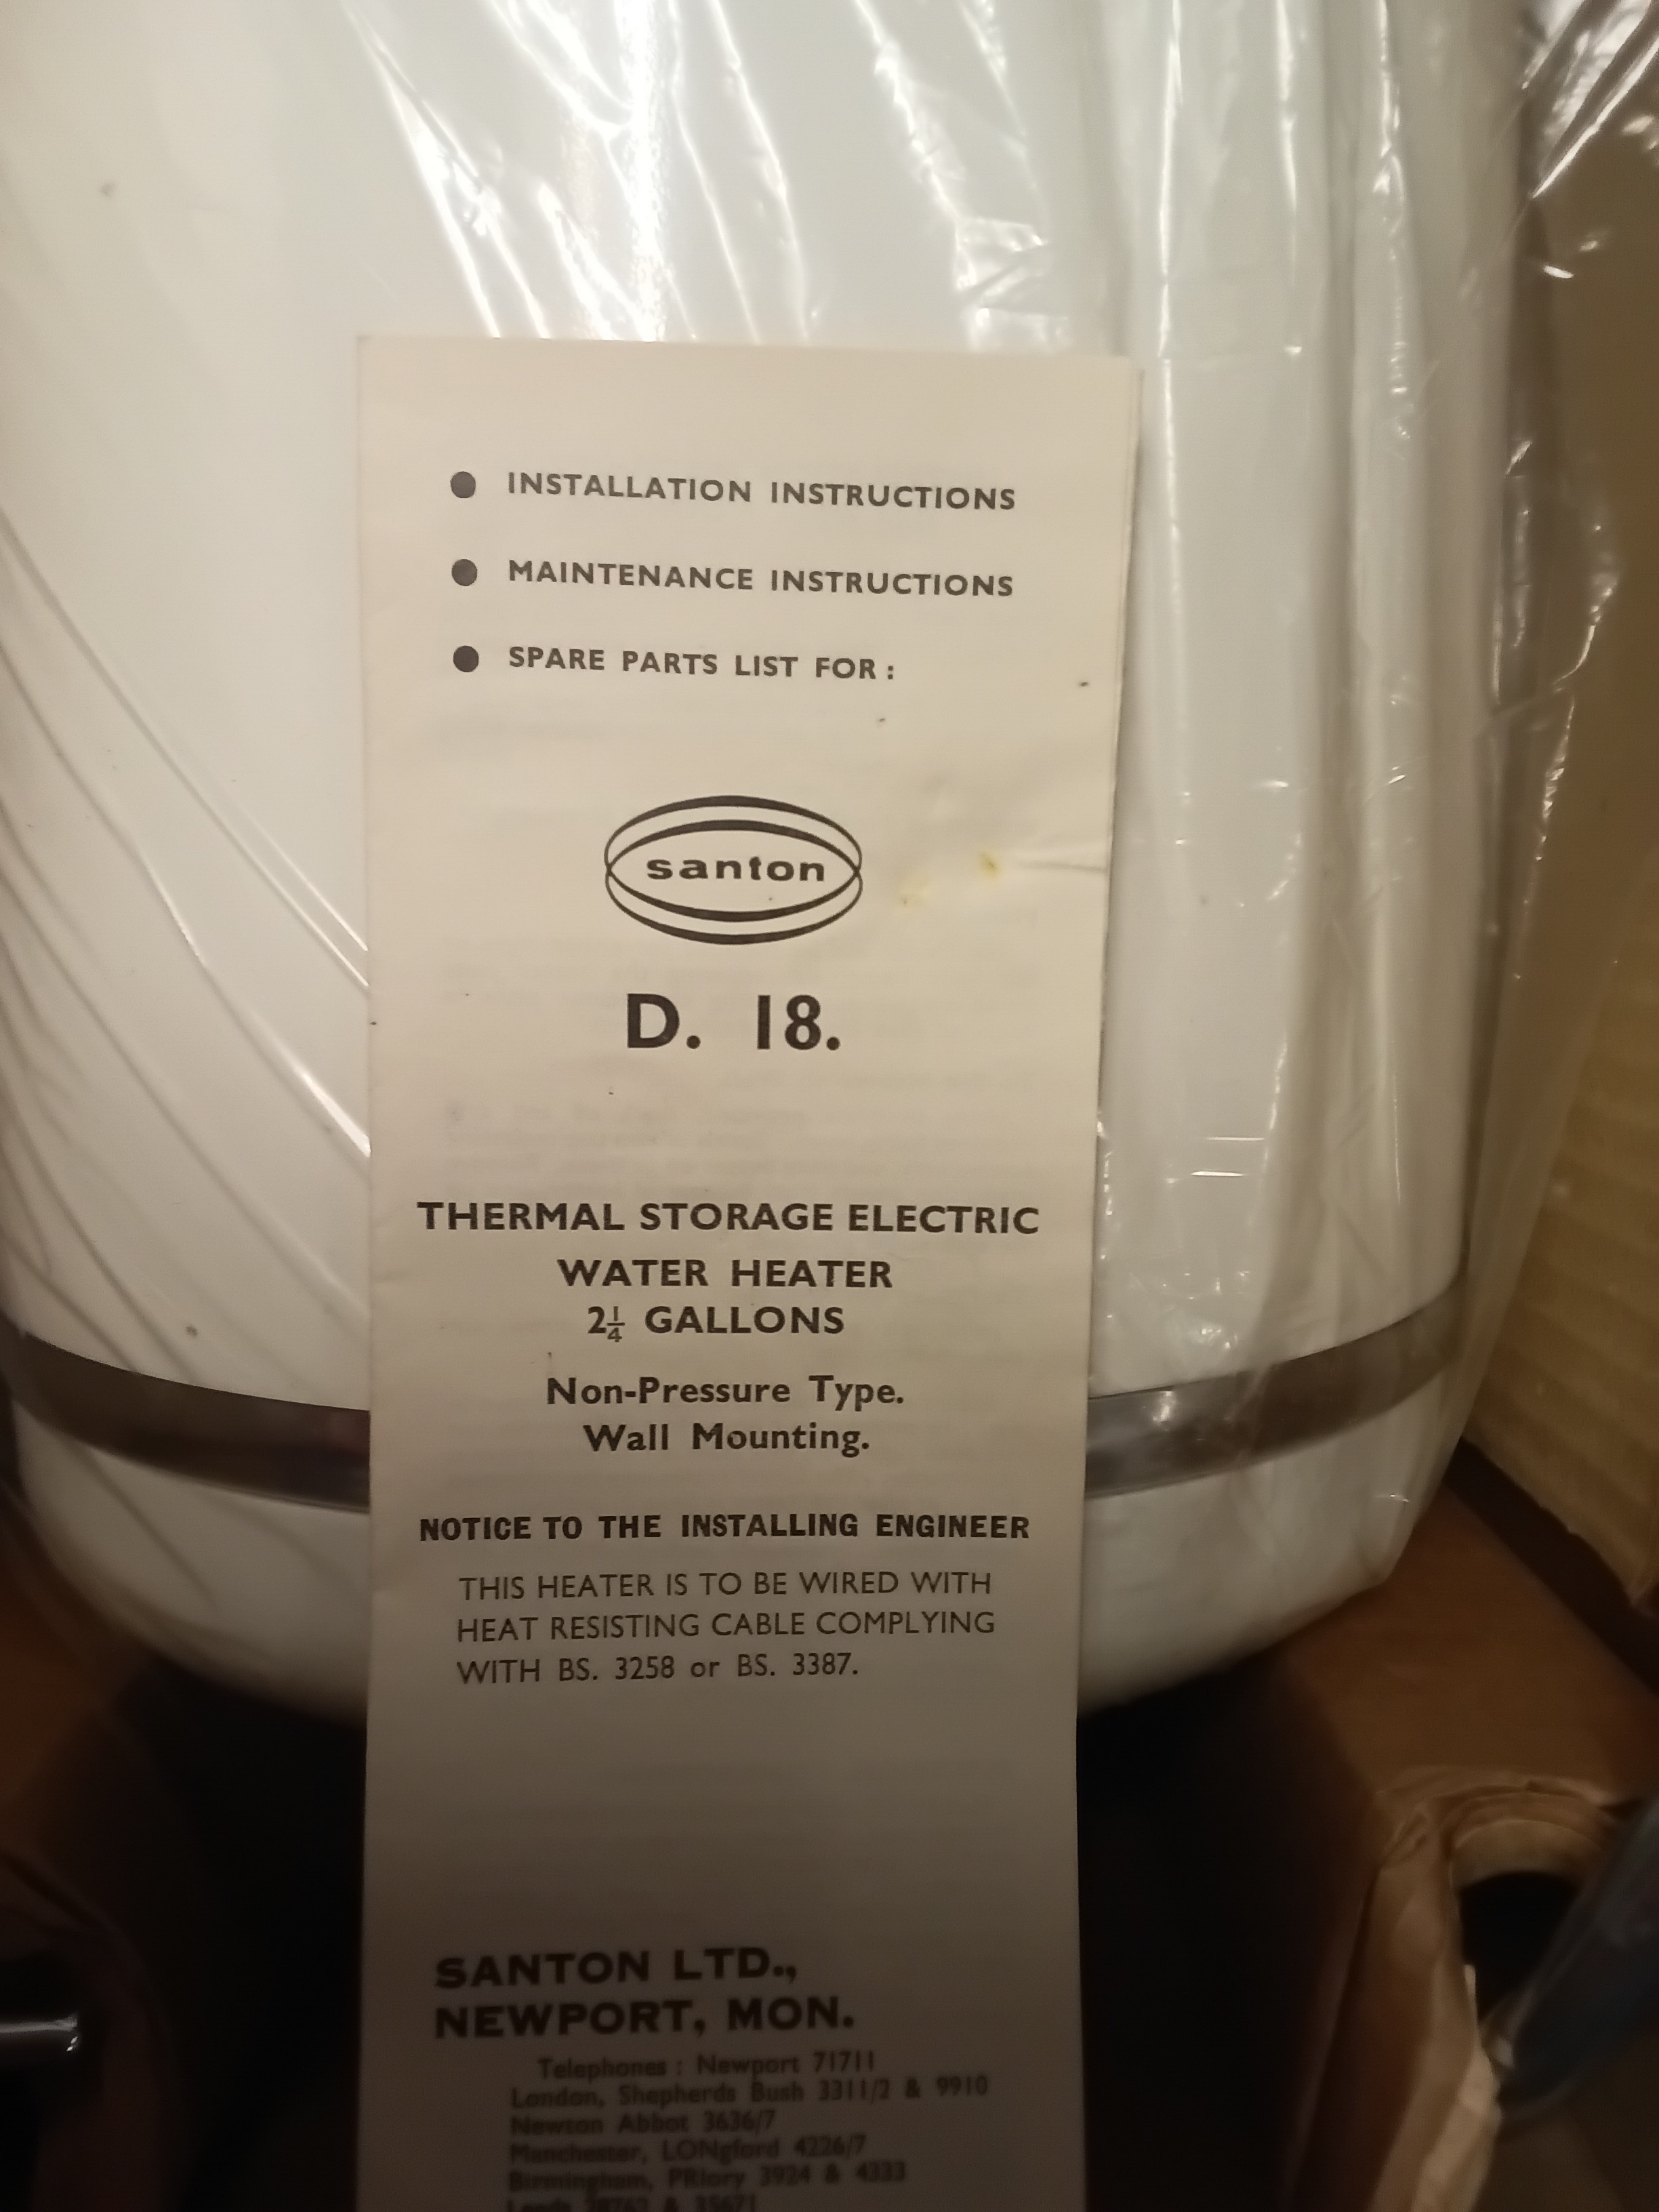 ● INSTALLATION INSTRUCTIONS
● MAINTENANCE INSTRUCTIONS
● SPARE PARTS LIST FOR :
santon
D. 18.
THERMAL STORAGE ELECTRIC
WATER HEATER
2¼ GALLONS
Non-Pressure Type.
Wall Mounting.
NOTICE TO THE INSTALLING ENGINEER
THIS HEATER IS TO BE WIRED WITH
HEAT RESISTING CABLE COMPLYING
WITH BS. 3258 or BS. 3387.
SANTON LTD.,
NEWPORT, MON.
Telephones : Newport 71711
London, Shepherds Bush 3311/2 & 9910
Newton Abbot 3636/7
Manchester, LONgford 4226/7
Birmingham, PRIory 3924 & 4333
Leeds & 35671